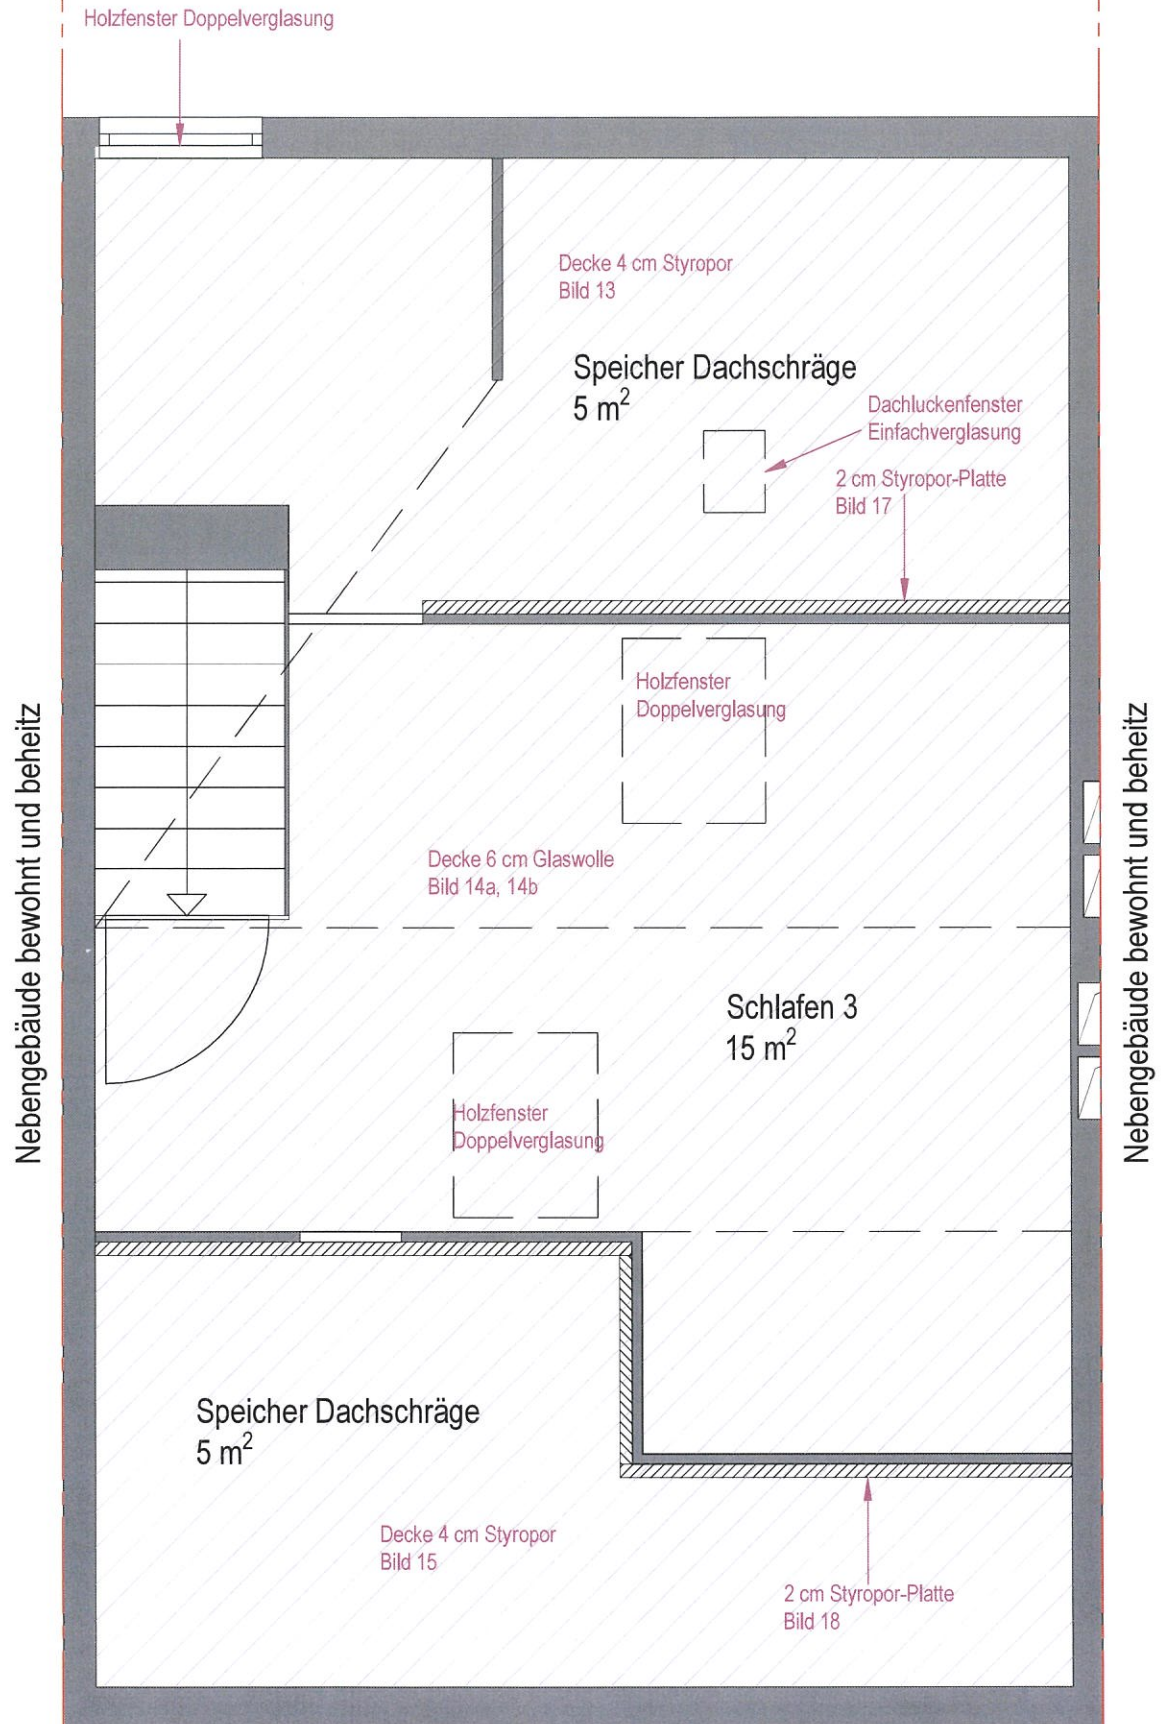 Holzfenster Doppelverglasung
Decke 4 cm Styropor
Bild 13
Speicher Dachschräge
5 m²
Dachluckenfenster
Einfachverglasung
2 cm Styropor-Platte
Bild 17
Holzfenster
Doppelverglasung
Nebengebäude bewohnt und beheitz
Nebengebäude bewohnt und beheitz
Decke 6 cm Glaswolle
Bild 14a, 14b
Schlafen 3
15 m²
Holzfenster
Doppelverglasung
Speicher Dachschräge
5 m²
Decke 4 cm Styropor
Bild 15
2 cm Styropor-Platte
Bild 18